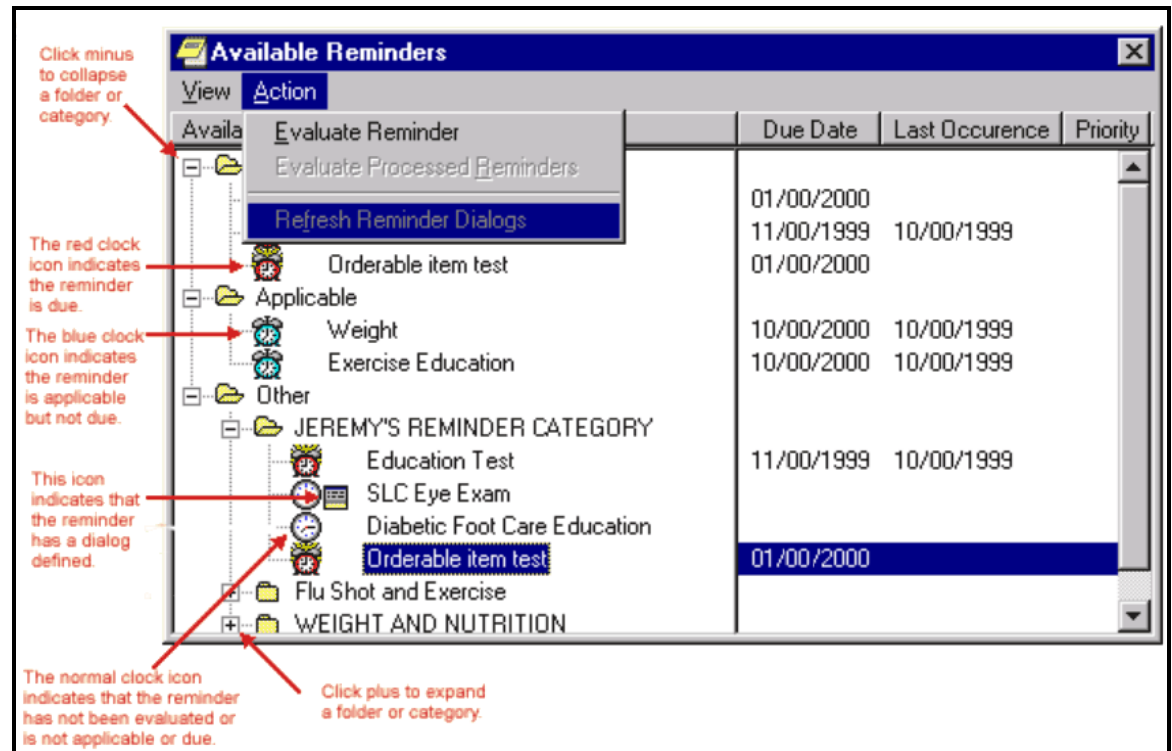 Click minus
to collapse
a folder or
category.
Available Reminders
View Action
Availa
Due Date Last Occurence Priority
Evaluate Reminder
Evaluate Processed Reminders
Refresh Reminder Dialogs
01/00/2000
11/00/1999 10/00/1999
The red clock
icon indicates
the reminder
is due.
Orderable item test 01/00/2000
Applicable
The blue clock
icon indicates
the reminder
is applicable
but not due.
Weight 10/00/2000 10/00/1999
Exercise Education 10/00/2000 10/00/1999
Other
JEREMY'S REMINDER CATEGORY
Education Test 11/00/1999 10/00/1999
This icon
indicates that
the reminder
has a dialog
defined.
SLC Eye Exam
Diabetic Foot Care Education
Orderable item test 01/00/2000
Flu Shot and Exercise
WEIGHT AND NUTRITION
The normal clock icon
indicates that the reminder
has not been evaluated or
is not applicable or due.
Click plus to expand
a folder or category.